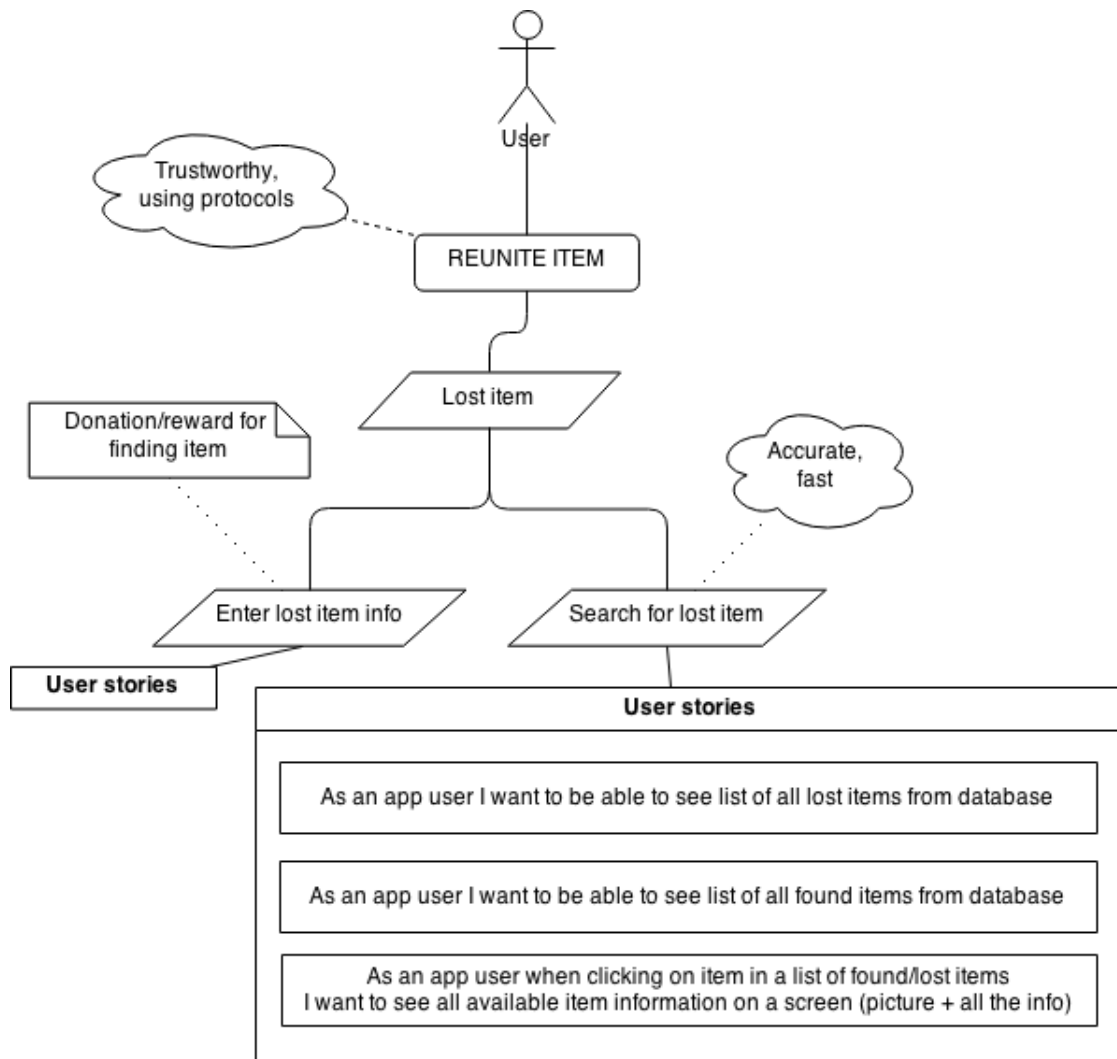 User
Trustworthy,
using protocols
REUNITE ITEM
Lost item
Donation/reward for
finding item
Accurate,
fast
Enter lost item info
Search for lost item
User stories
User stories
As an app user I want to be able to see list of all lost items from database
As an app user I want to be able to see list of all found items from database
As an app user when clicking on item in a list of found/lost items
I want to see all available item information on a screen (picture + all the info)